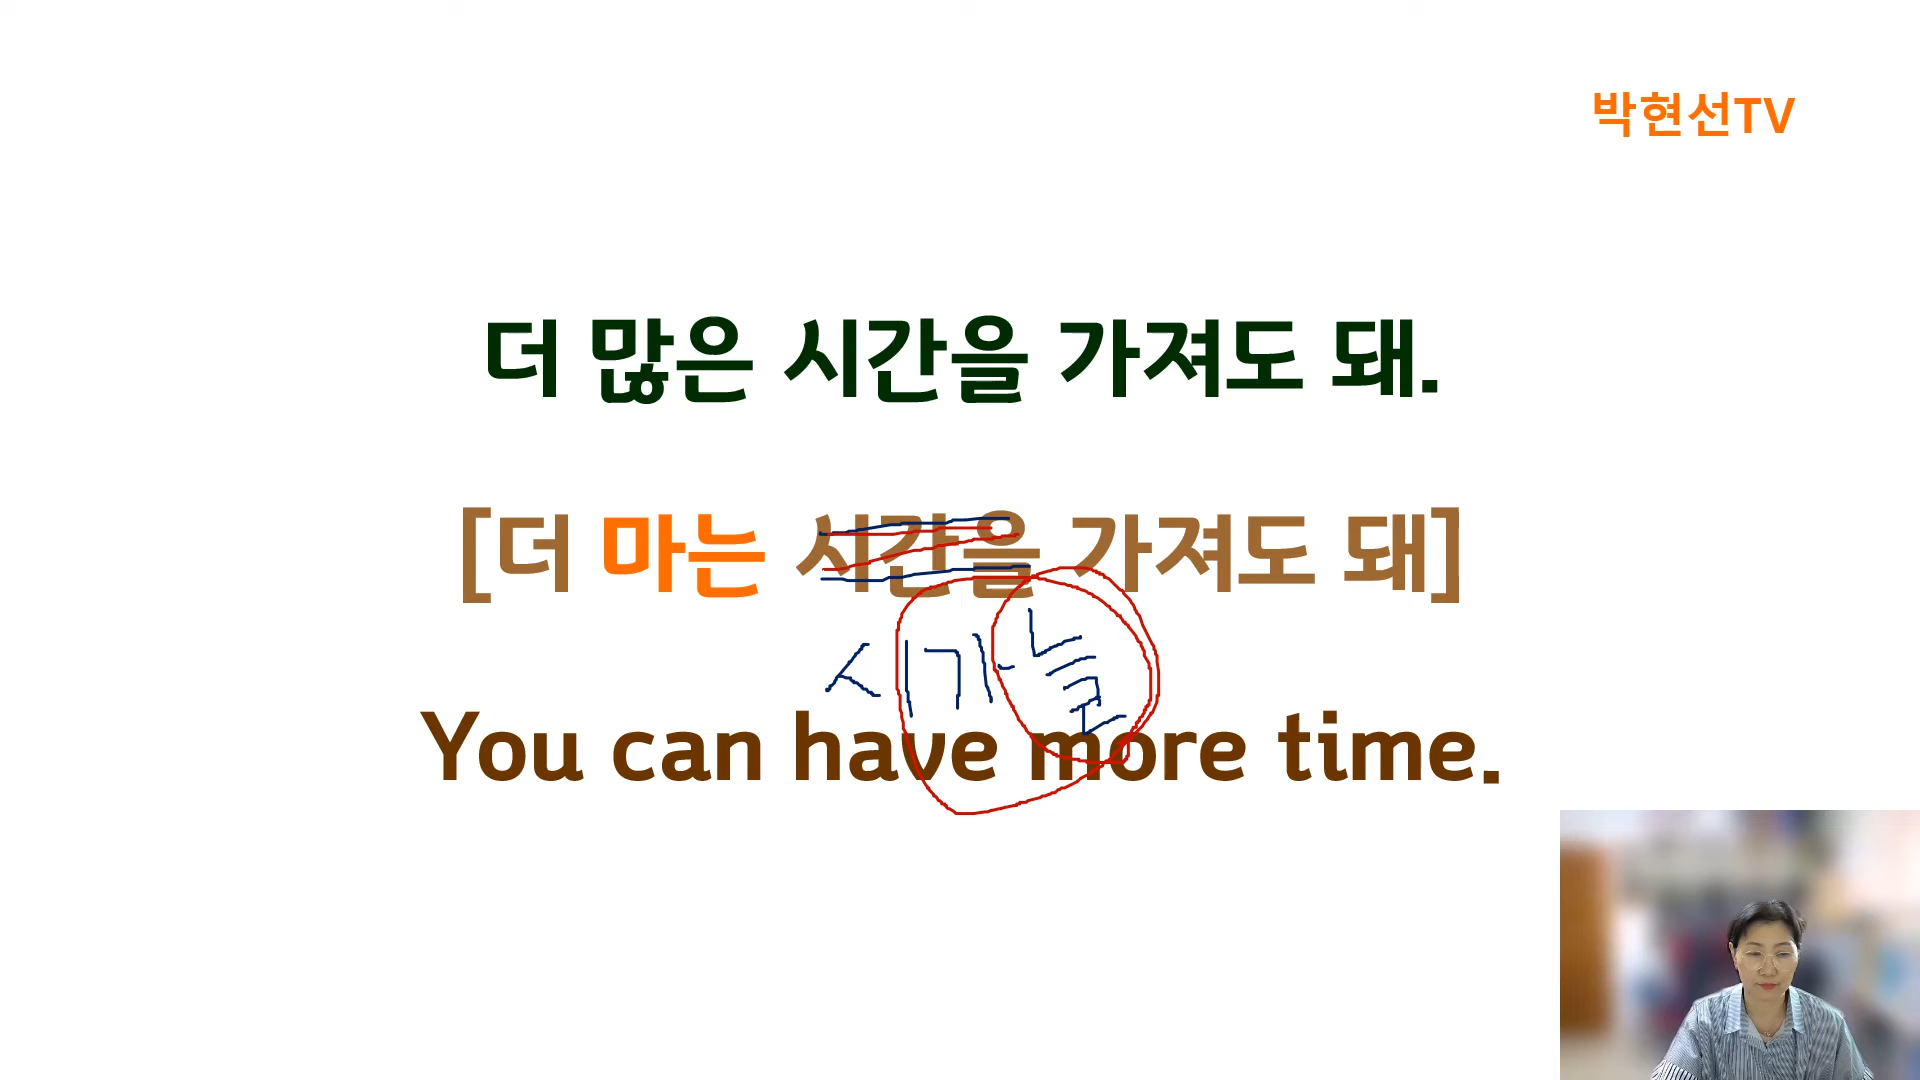 박현선TV
더 많은 시간을 가져도 돼.
[더 마는 시간을 가져도 돼]
시가늘
You can have more time.